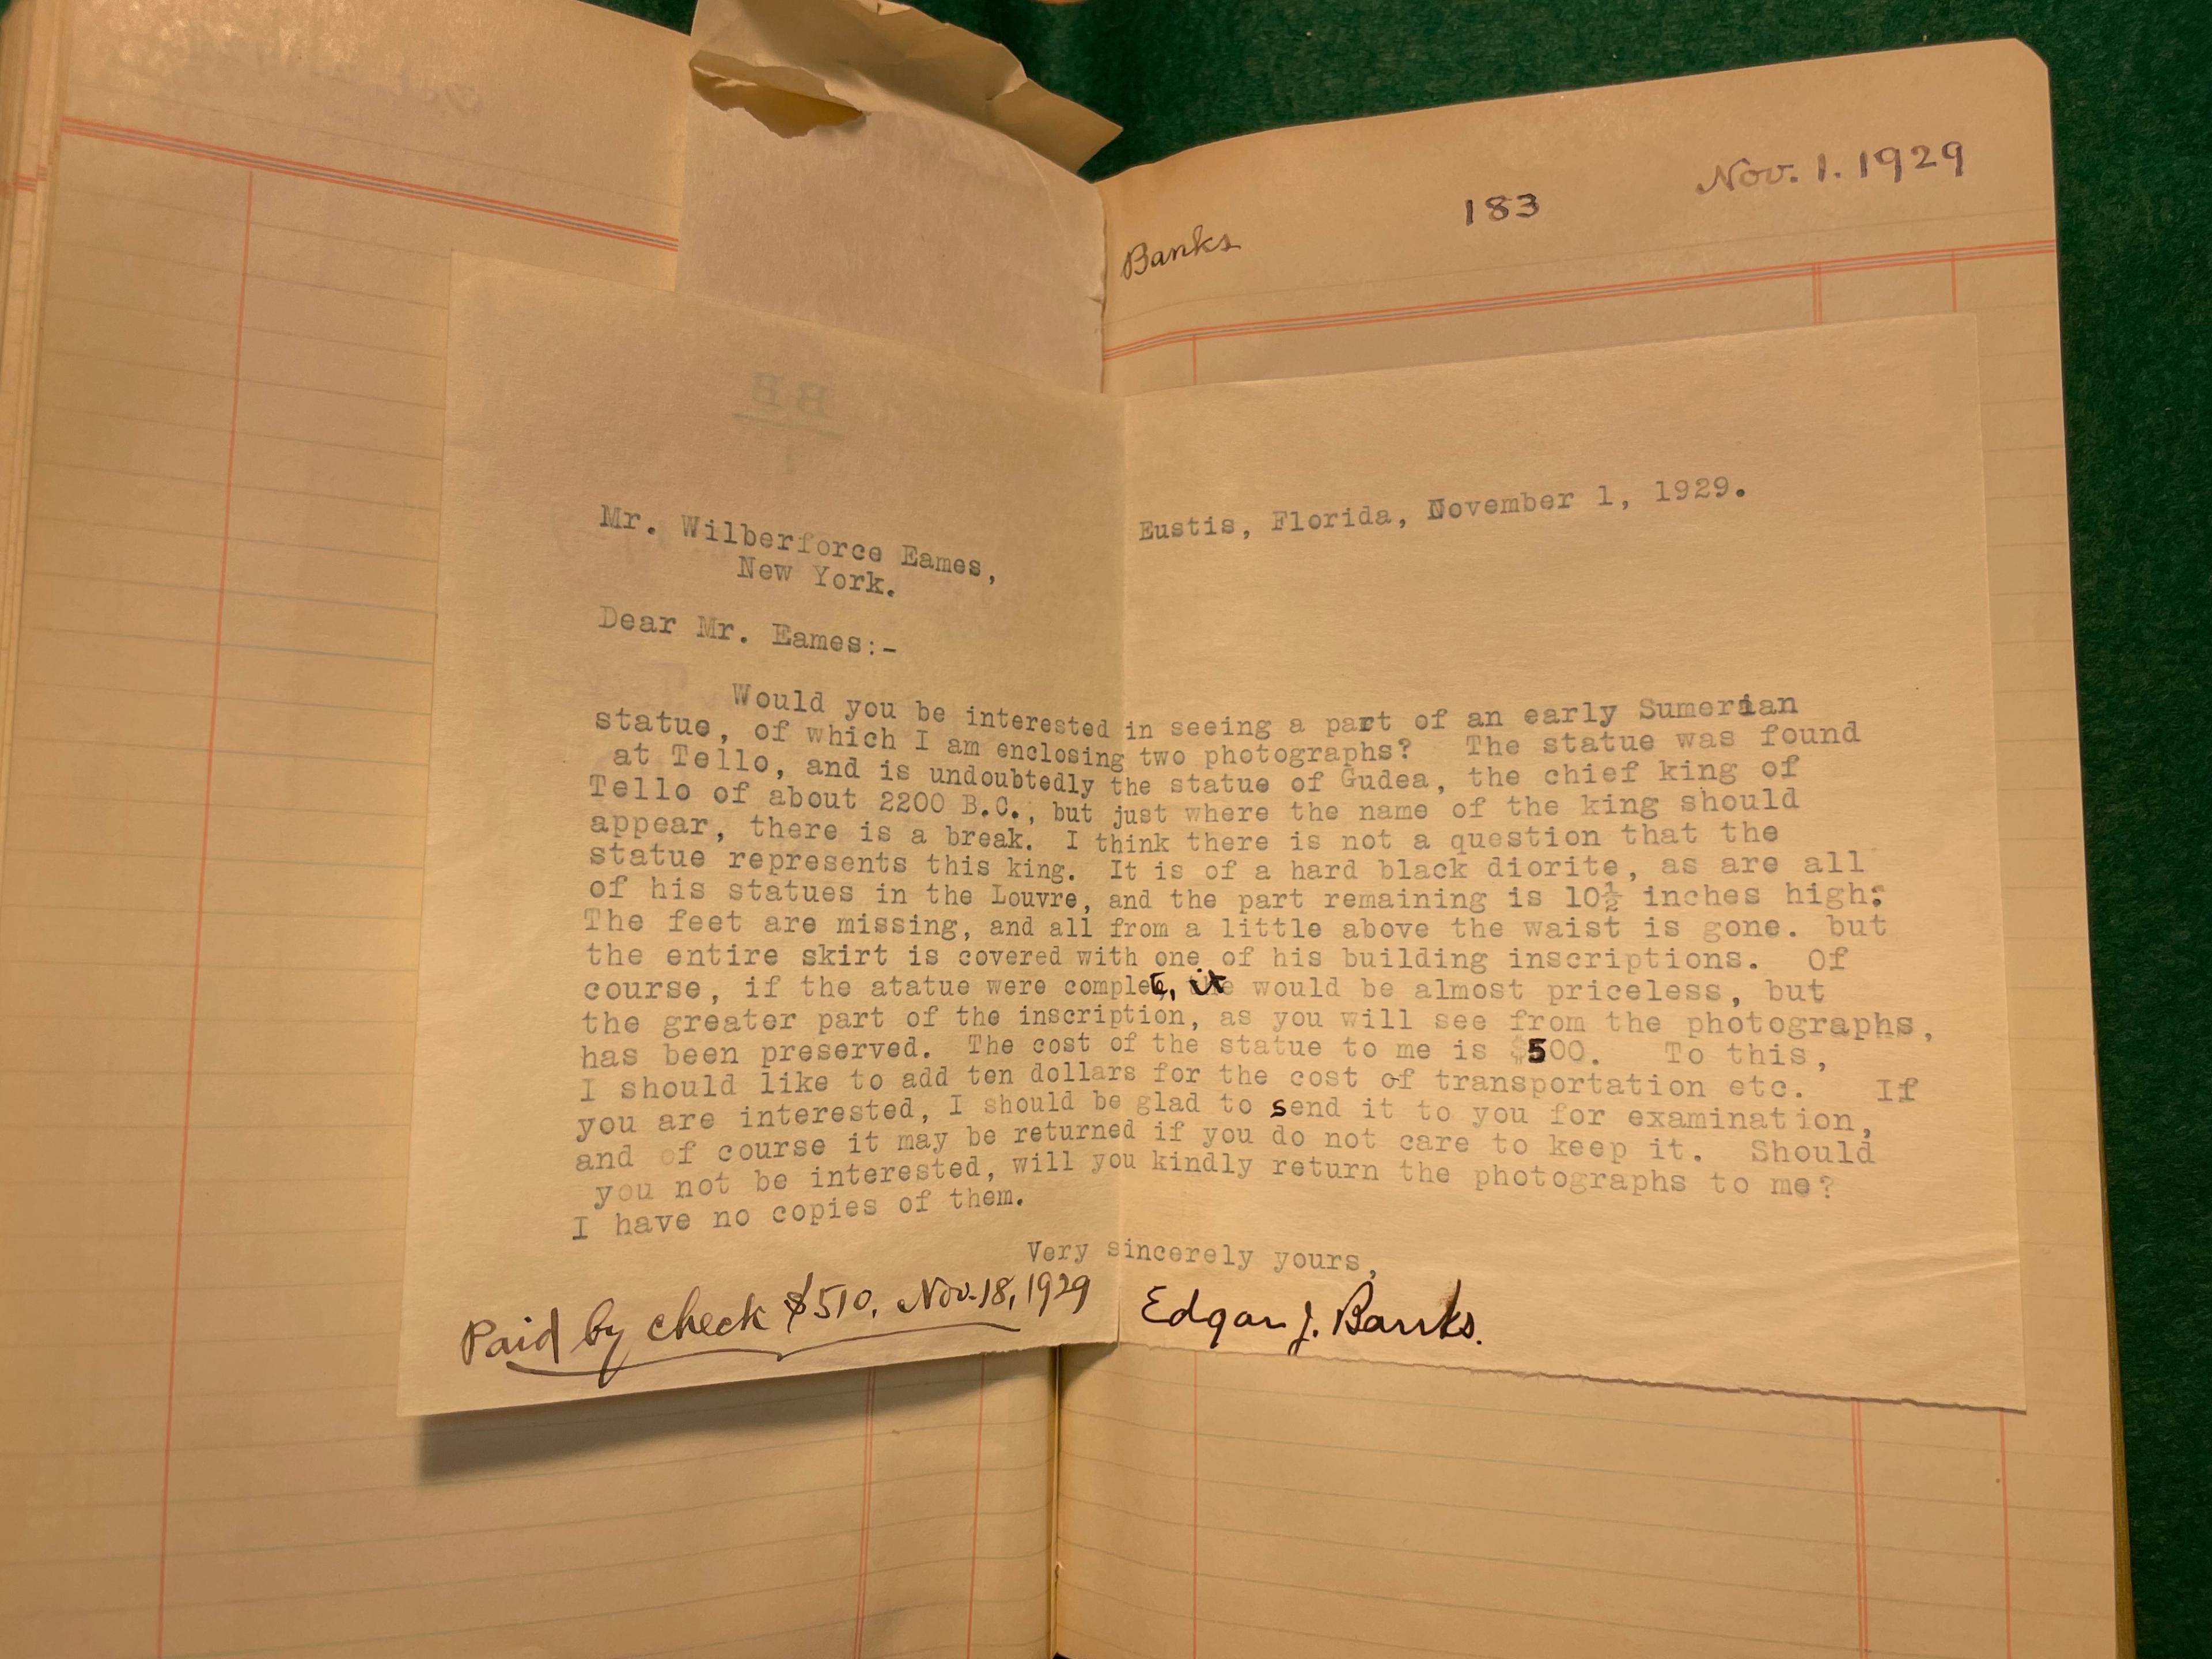 Nov. 1. 1929
183
Banks
Eustis, Florida, November 1, 1929.
Mr. Wilberforce Eames,
New York.
Dear Mr. Eames:-
Would you be interested in seeing a part of an early Sumerian
statue, of which I am enclosing two photographs? The statue was found
at Tello, and is undoubtedly the statue of Gudea, the chief king of
Tello of about 2200 B.C., but just where the name of the king should
appear, there is a break. I think there is not a question that the
statue represents this king. It is of a hard black diorite, as are all
of his statues in the Louvre, and the part remaining is 10½ inches high:
The feet are missing, and all from a little above the waist is gone. but
the entire skirt is covered with one of his building inscriptions. Of
course, if the atatue were complet, it would be almost priceless, but
the greater part of the inscription, as you will see from the photographs,
has been preserved. The cost of the statue to me is $500. To this,
I should like to add ten dollars for the cost of transportation etc. If
you are interested, I should be glad to send it to you for examination,
and of course it may be returned if you do not care to keep it. Should
you not be interested, will you kindly return the photographs to me?
I have no copies of them.
Very sincerely yours,
Edgar J. Banks.
Paid by check $510. Nov. 18, 1929